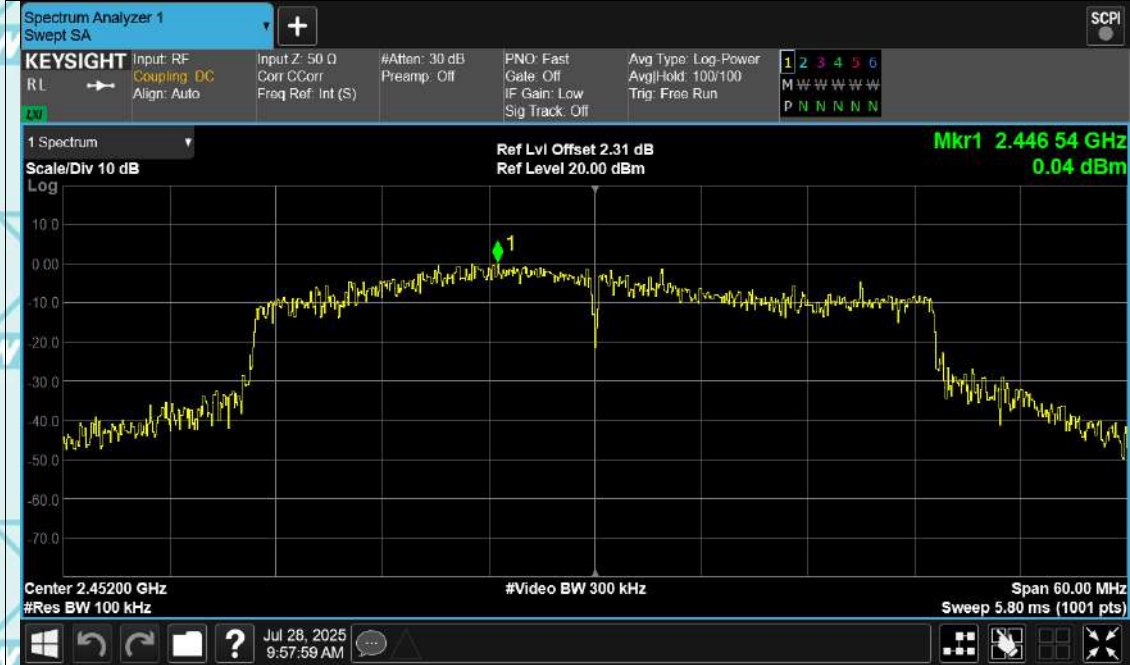 Spectrum Analyzer 1
Swept SA
+
SCPI
KEYSIGHT Input: RF Input Z: 50 Ω #Atten: 30 dB PNO: Fast Avg Type: Log-Power 1 2 3 4 5 6
RL Coupling: DC Corr CCorr Preamp: Off Gate: Off Avg|Hold: 100/100 M W W W W W
Align: Auto Freq Ref: Int (S) IF Gain: Low Trig: Free Run P N N N N N
LXI Sig Track: Off
1 Spectrum Ref Lvl Offset 2.31 dB Mkr1 2.446 54 GHz
Scale/Div 10 dB Ref Level 20.00 dBm 0.04 dBm
Log
10.0
1
0.00
-10.0
-20.0
-30.0
-40.0
-50.0
-60.0
-70.0
Center 2.45200 GHz #Video BW 300 kHz Span 60.00 MHz
#Res BW 100 kHz Sweep 5.80 ms (1001 pts)
? Jul 28, 2025
9:57:59 AM